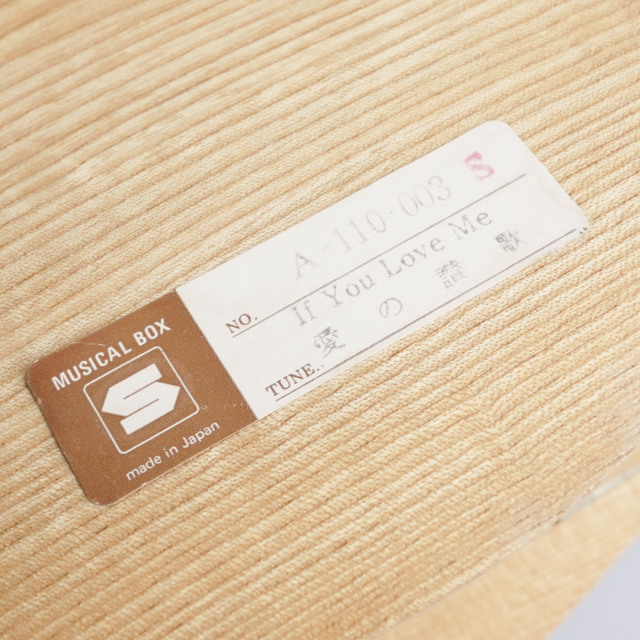 MUSICAL BOX
made in Japan
NO. A-110-003 S
If You Love Me
TUNE. 愛の讃歌